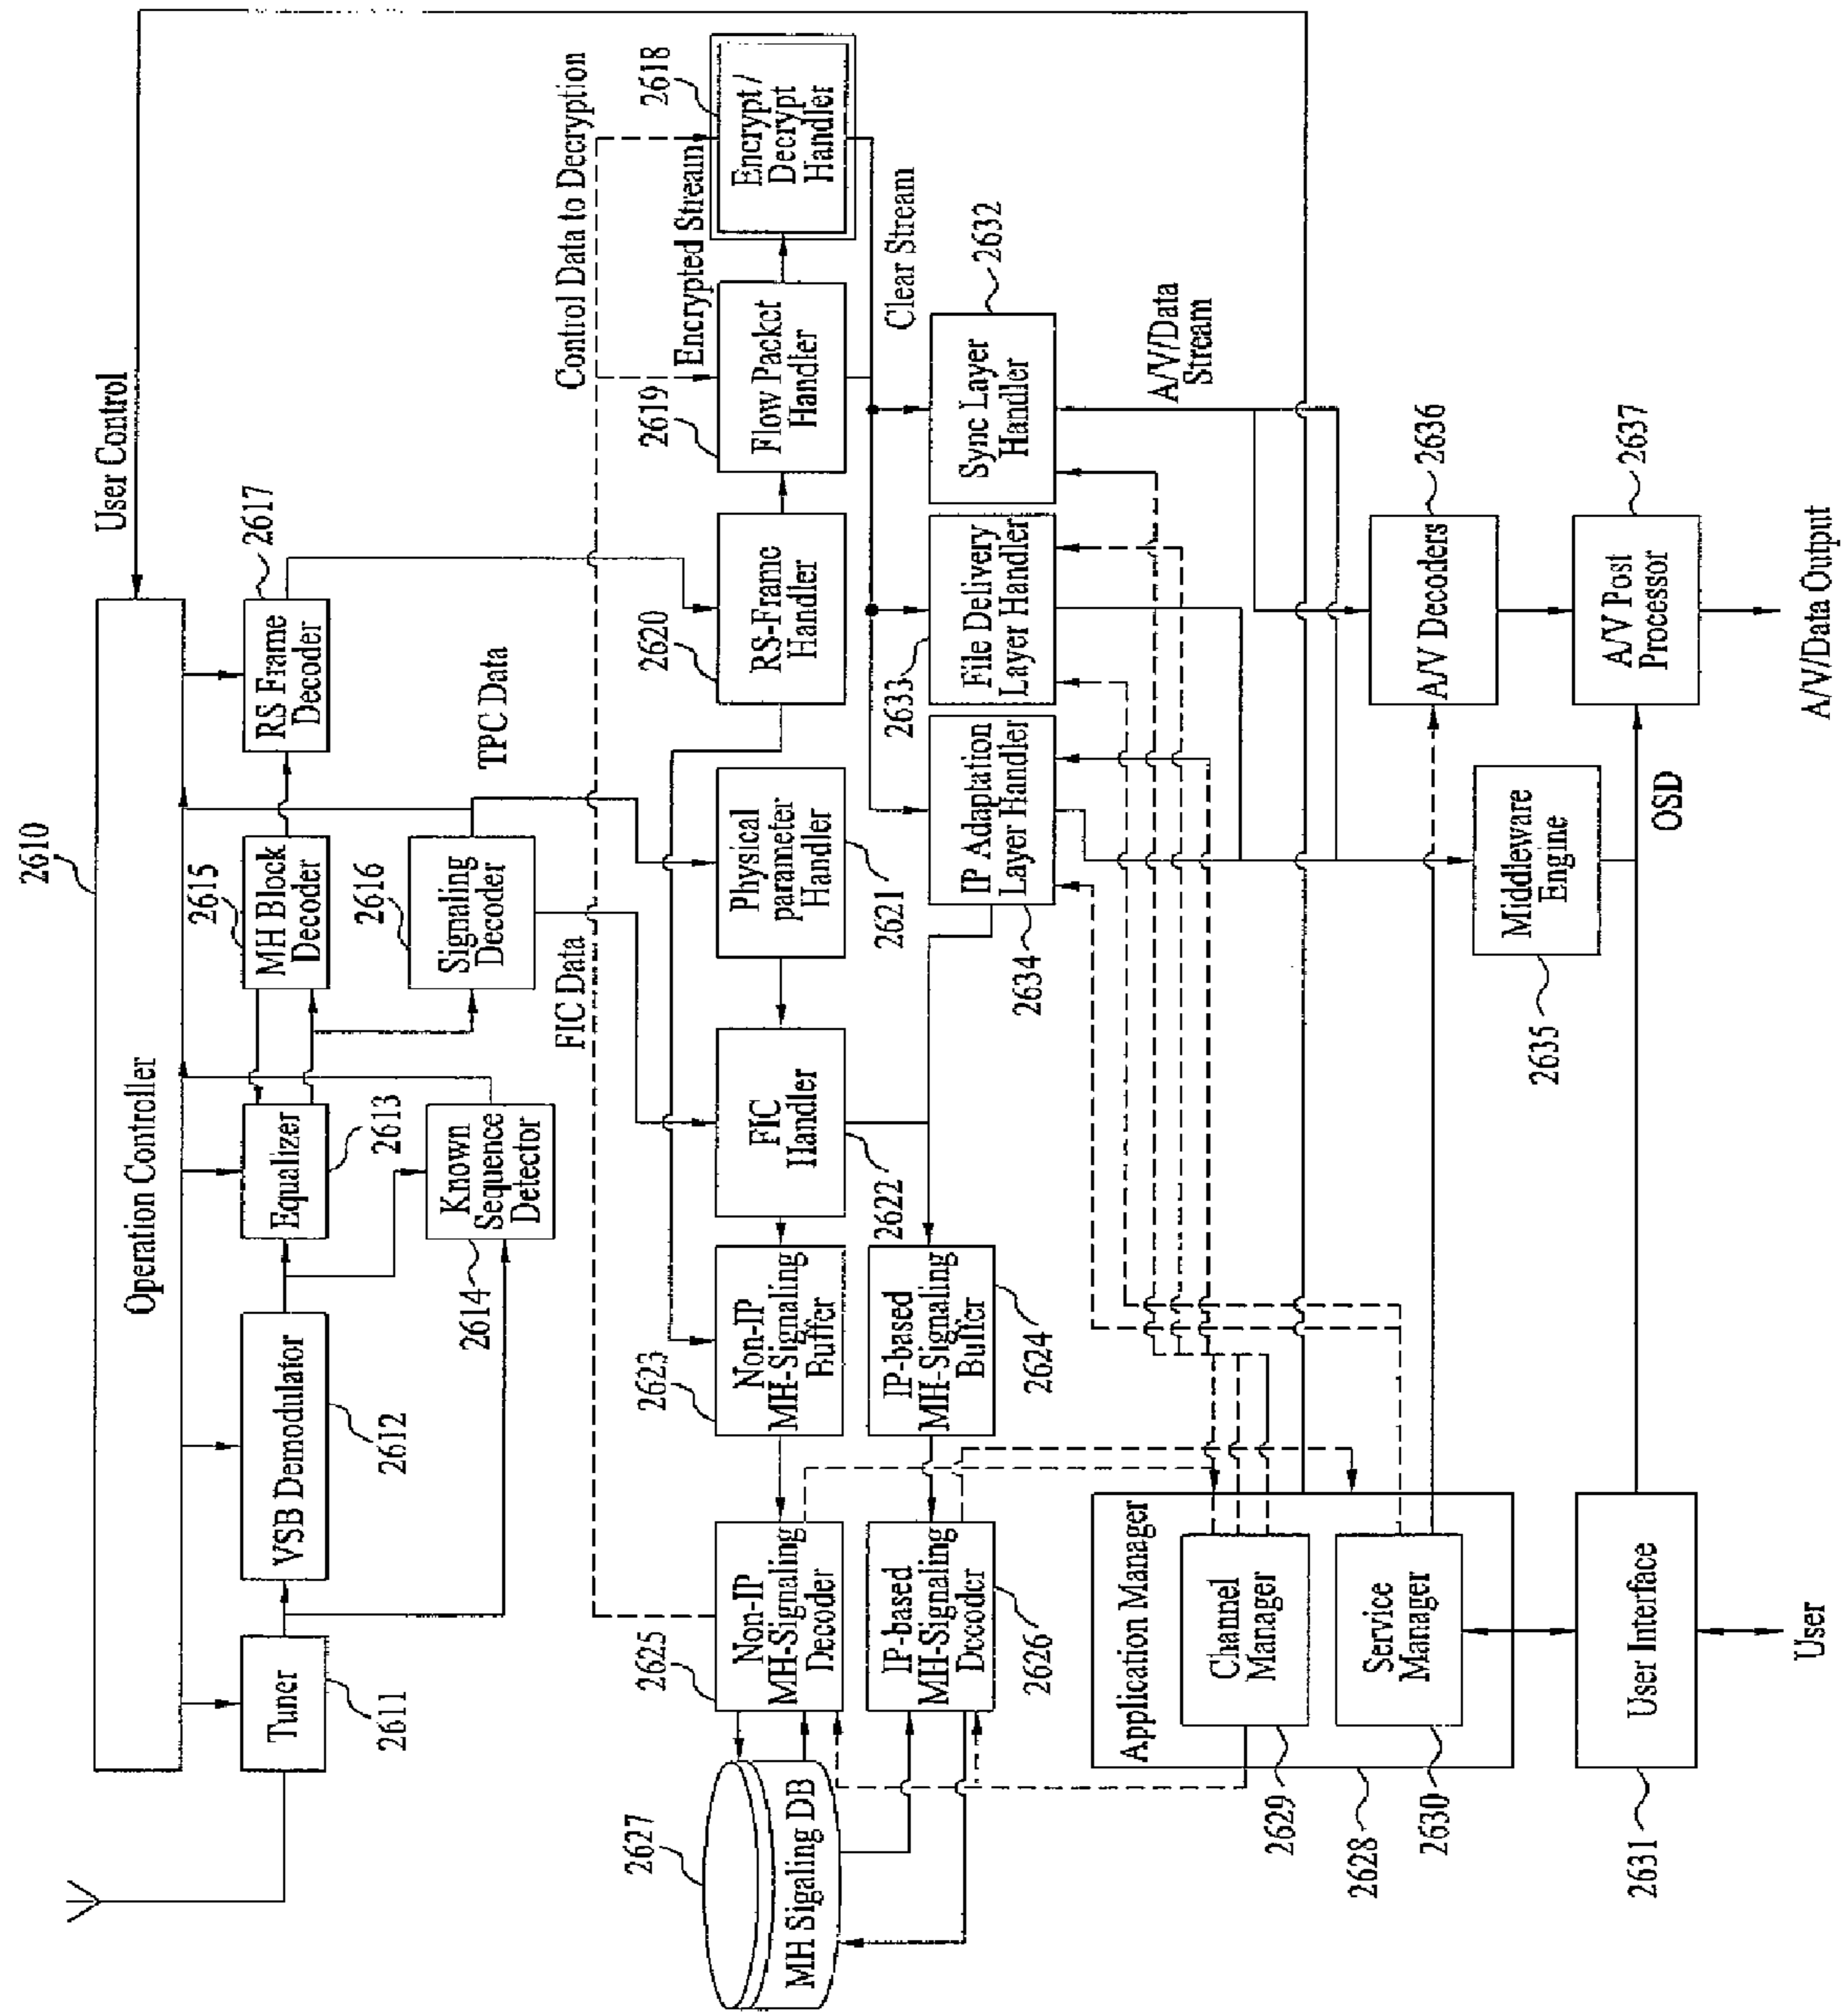 2610
Operation Controller
User Control
Tuner
2611
VSB Demodulator
2612
Equalizer
2613
Known
Sequence
Detector
2614
MH Block
Decoder
2615
Signaling
Decoder
2616
RS Frame
Decoder
2617
TPC Data
FIC Data
Control Data to Decryption
Encrypted Stream
2618
Encrypt /
Decrypt
Handler
2619
Flow Packet
Handler
2620
RS-Frame
Handler
Physical
parameter
Handler
2621
FIC
Handler
2622
2623
Non-IP
MH-Signaling
Buffer
IP-based
MH-Signaling
Buffer
2624
2625
Non-IP
MH-Signaling
Decoder
IP-based
MH-Signaling
Decoder
2626
2627
MH Sigaling DB
Clear Stream
2632
Sync Layer
Handler
2633
File Delivery
Layer Handler
IP Adaptation
Layer Handler
2634
A/V/Data
Stream
Application Manager
Channel
Manager
2629
2628
Service
Manager
2630
User Interface
2631
User
Middleware
Engine
2635
OSD
A/V Decoders
2636
A/V Post
Processor
2637
A/V/Data Output